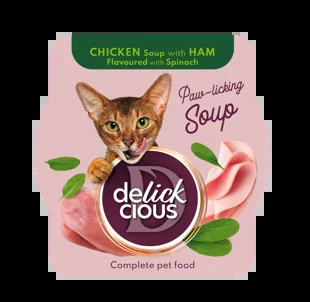 CHICKEN Soup with HAM
Flavoured with Spinach
Paw-licking
Soup
D
delick
CIOUS
Complete pet food